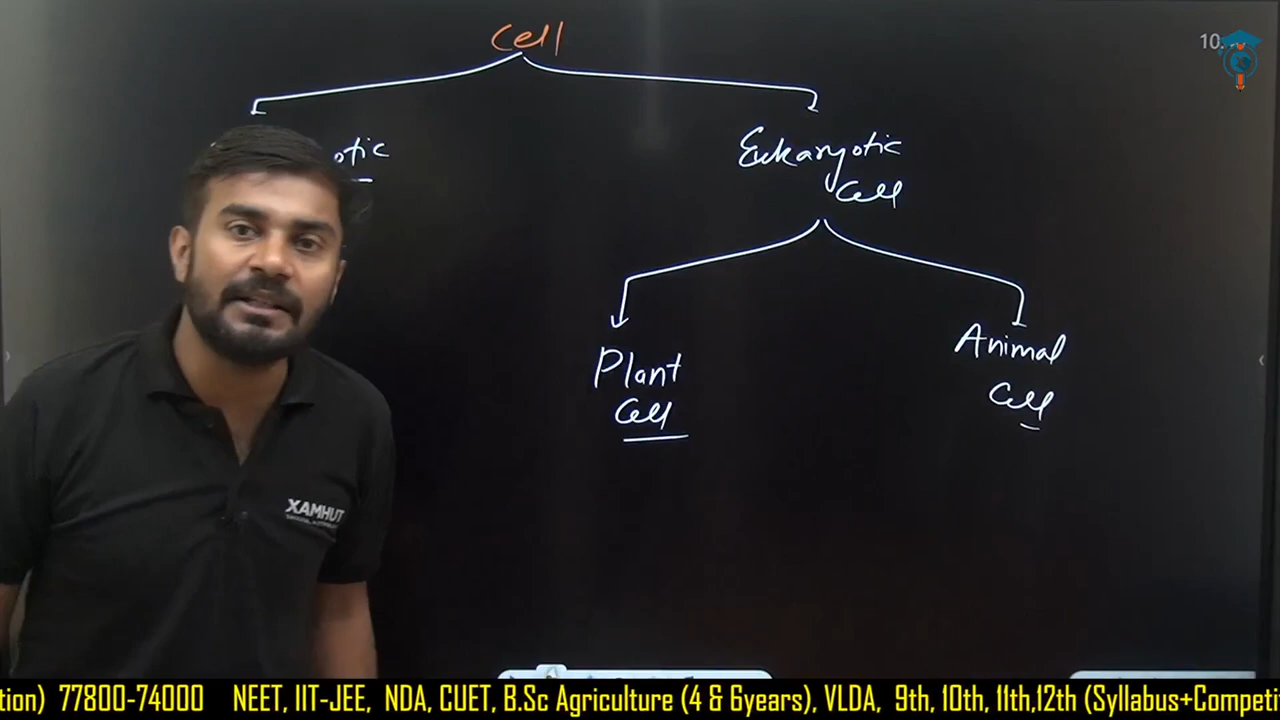 Cell
otic
Eukaryotic
Cell
Plant
Cell
Animal
Cell
XAMHUT
10
tion) 77800-74000 NEET, IIT-JEE, NDA, CUET, B.Sc Agriculture (4 & 6years), VLDA, 9th, 10th, 11th,12th (Syllabus+Competi